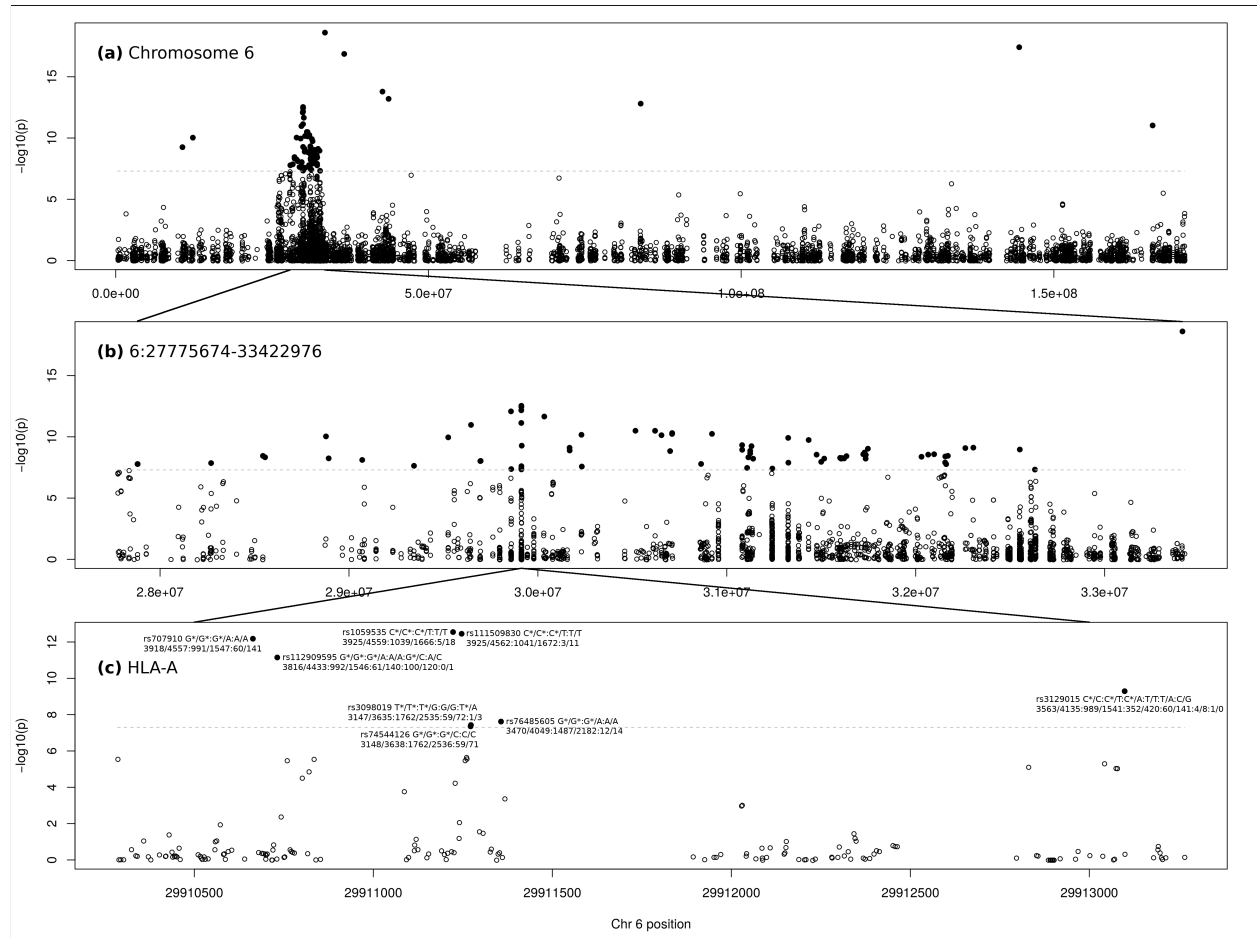 (a) Chromosome 6
−log10(p)
15
10
5
0
0.0e+00
5.0e+07
1.0e+08
1.5e+08
(b) 6:27775674-33422976
−log10(p)
15
10
5
0
2.8e+07
2.9e+07
3.0e+07
3.1e+07
3.2e+07
3.3e+07
(c) HLA-A
−log10(p)
12
10
8
6
4
2
0
rs707910 G*/G*:G*/A:A/A
3918/4557:991/1547:60/141
rs1059535 C*/C*:C*/T:T/T
3925/4559:1039/1666:5/18
rs111509830 C*/C*:C*/T:T/T
3925/4562:1041/1672:3/11
rs112909595 G*/G*:G*/A:A/A:G*/C:A/C
3816/4433:992/1546:61/140:100/120:0/1
rs3098019 T*/T*:T*/G:G/G:T*/A
3147/3635:1762/2535:59/72:1/3
rs76485605 G*/G*:G*/A:A/A
3470/4049:1487/2182:12/14
rs74544126 G*/G*:G*/C:C/C
3148/3638:1762/2536:59/71
rs3129015 C*/C:C*/T:C*/A:T/T:T/A:C/G
3563/4135:989/1541:352/420:60/141:4/8:1/0
29910500
29911000
29911500
29912000
29912500
29913000
Chr 6 position